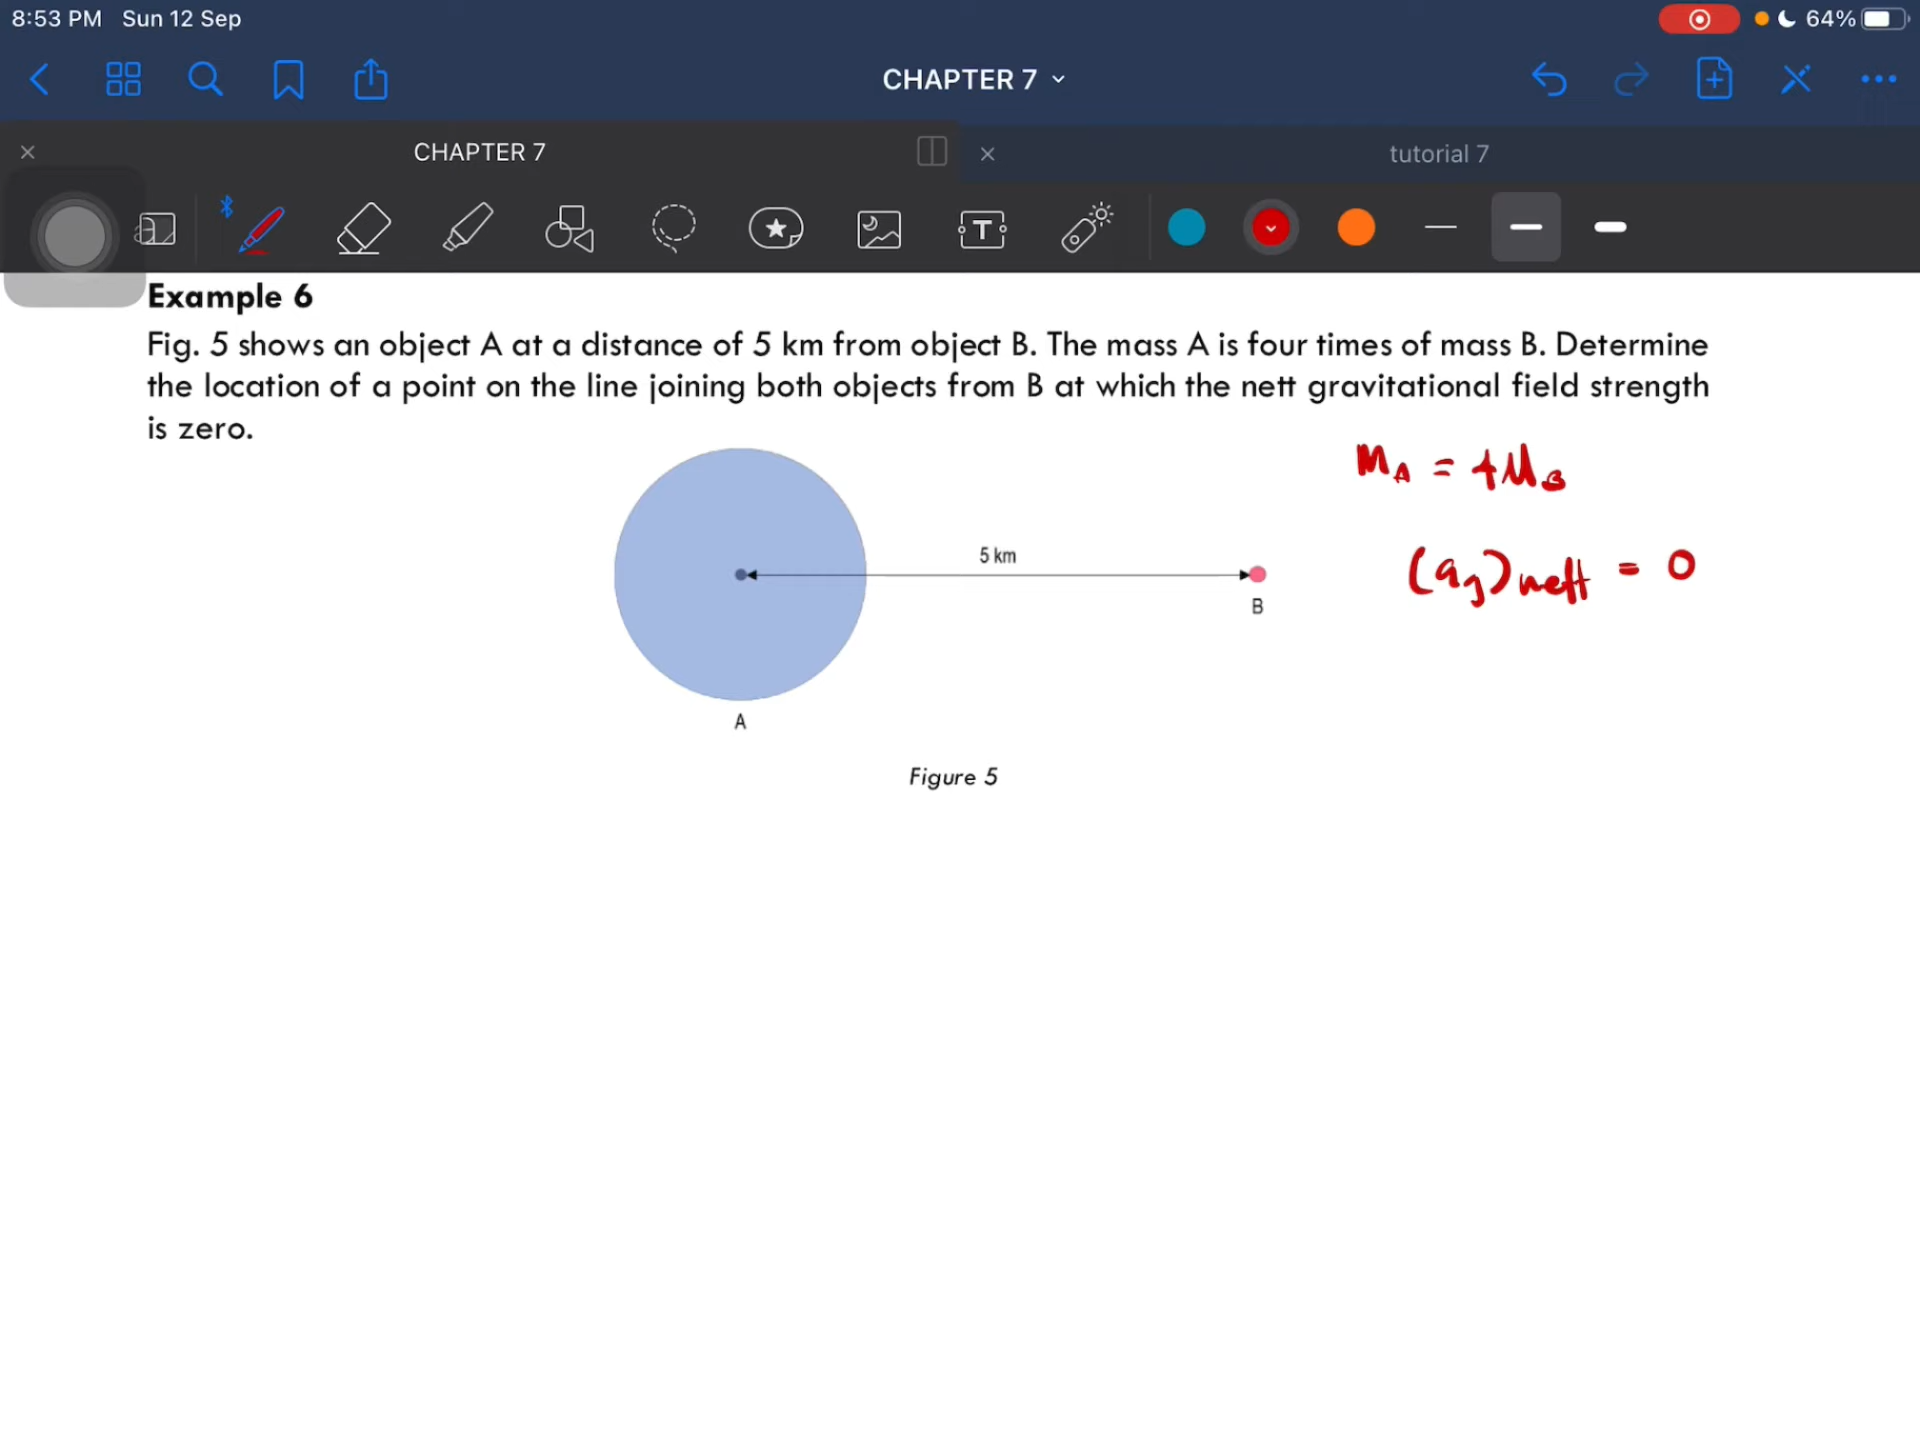 8:53 PM Sun 12 Sep
64%
CHAPTER 7
CHAPTER 7
tutorial 7
a
T
Example 6
Fig. 5 shows an object A at a distance of 5 km from object B. The mass A is four times of mass B. Determine
the location of a point on the line joining both objects from B at which the nett gravitational field strength
is zero.
M_A = 4M_B
5 km
(a_g)nett = 0
B
A
Figure 5